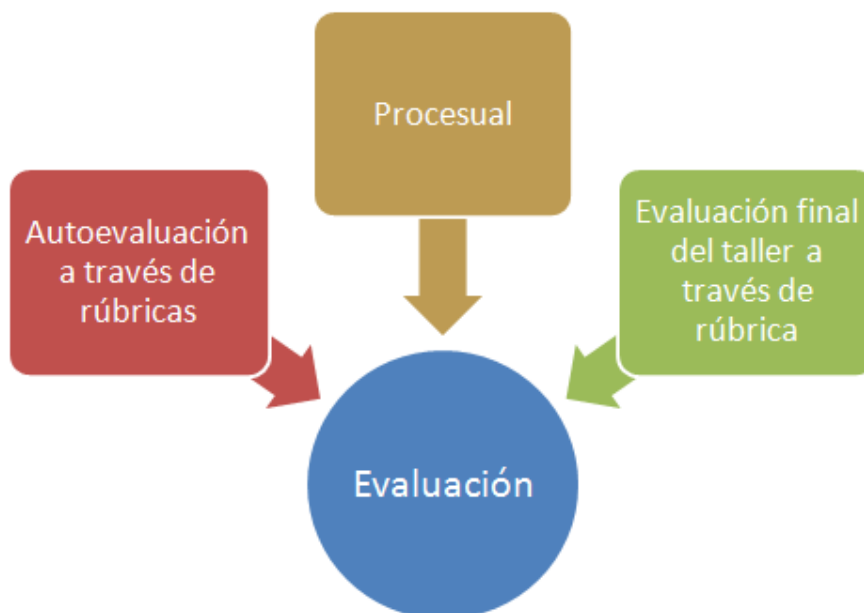 Procesual
Autoevaluación
a través de
rúbricas
Evaluación final
del taller a
través de
rúbrica
Evaluación